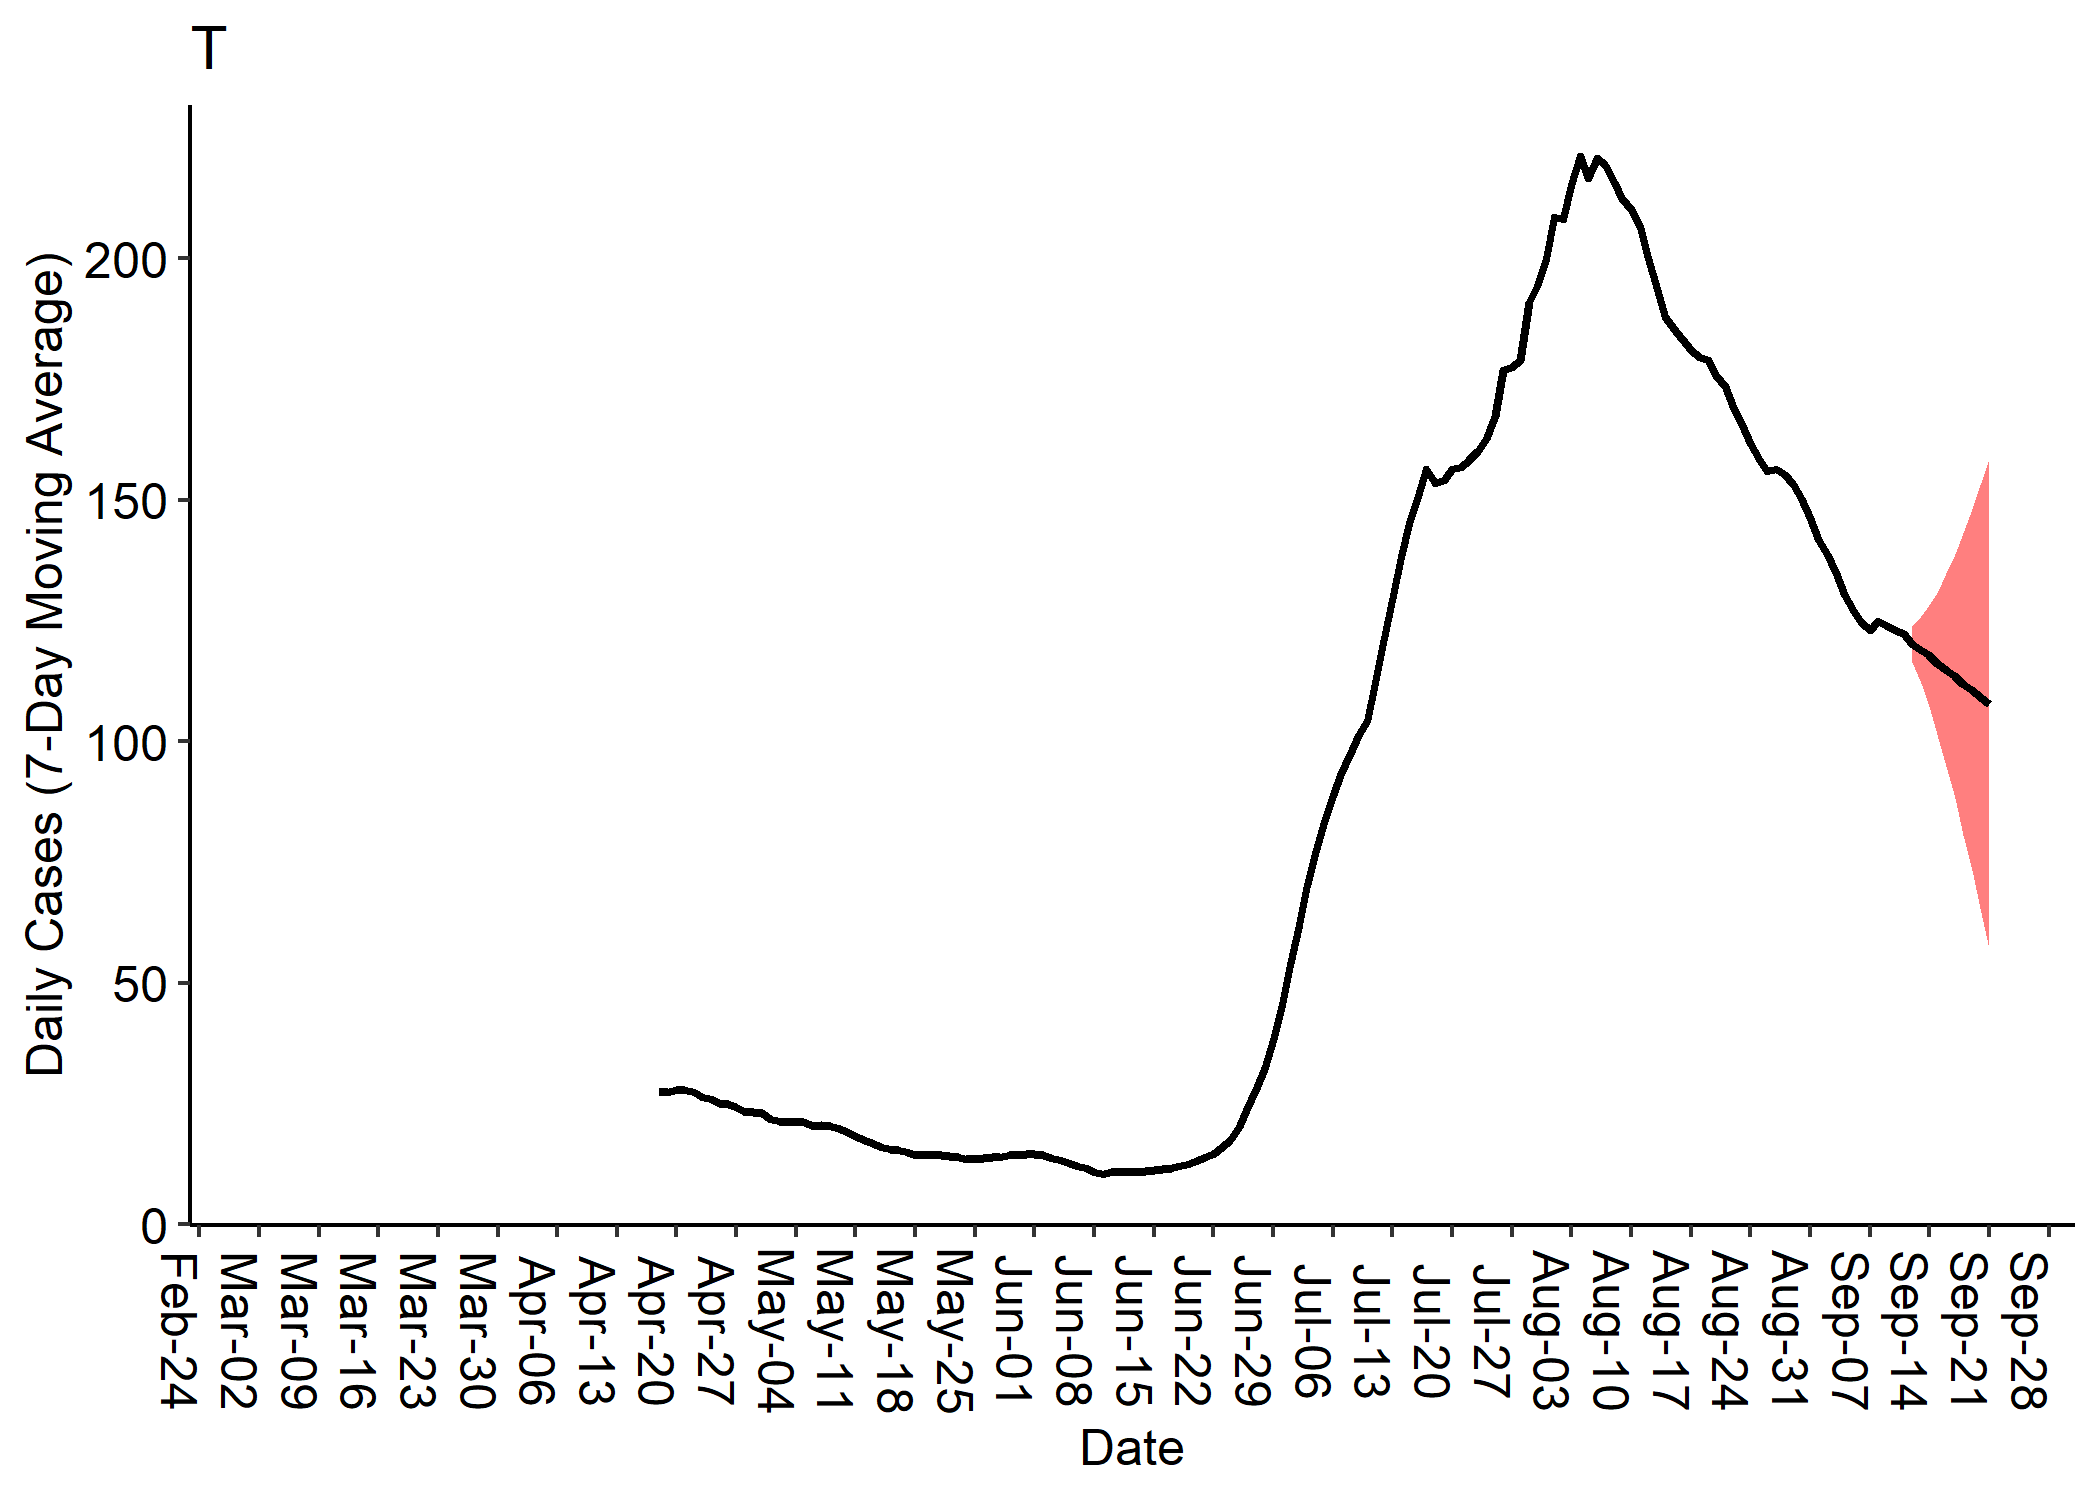 T
Daily Cases (7-Day Moving Average)
200
150
100
50
0
Feb-24
Mar-02
Mar-09
Mar-16
Mar-23
Mar-30
Apr-06
Apr-13
Apr-20
Apr-27
May-04
May-11
May-18
May-25
Jun-01
Jun-08
Jun-15
Jun-22
Jun-29
Jul-06
Jul-13
Jul-20
Jul-27
Aug-03
Aug-10
Aug-17
Aug-24
Aug-31
Sep-07
Sep-14
Sep-21
Sep-28
Date